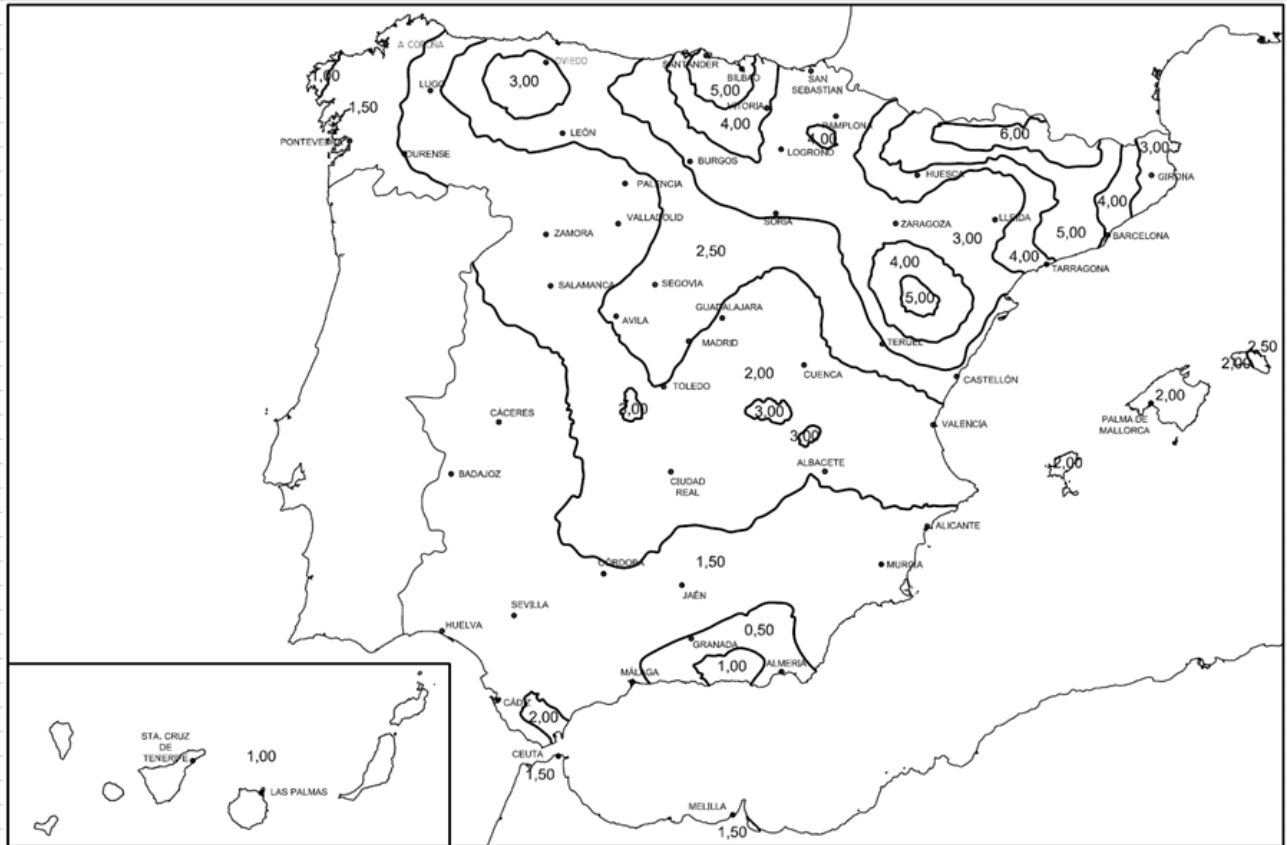 A CORUÑA
OVIEDO
SANTANDER
1,00
LUGO
3,00
BILBAO
SAN
SEBASTIAN
5,00
1,50
VITORIA
4,00
PAMPLONA
6,00
PONTEVEDRA
LEÓN
4,00
3,00
OURENSE
LOGROÑO
BURGOS
HUESCA
GIRONA
PALENCIA
4,00
VALLADOLID
SORIA
ZARAGOZA
LLEIDA
ZAMORA
3,00
5,00
BARCELONA
2,50
4,00
4,00
TARRAGONA
SALAMANCA
SEGOVIA
5,00
GUADALAJARA
AVILA
MADRID
TERUEL
2,50
2,00
2,00
CUENCA
CASTELLÓN
TOLEDO
2,00
3,00
3,00
CÁCERES
PALMA DE
MALLORCA
VALENCIA
3,00
ALBACETE
2,00
BADAJOZ
CIUDAD
REAL
ALICANTE
1,50
CÓRDOBA
MURCIA
JAÉN
SEVILLA
HUELVA
0,50
GRANADA
1,00
ALMERIA
MÁLAGA
CÁDIZ
2,00
STA. CRUZ
DE
TENERIFE
1,00
CEUTA
1,50
LAS PALMAS
MELILLA
1,50